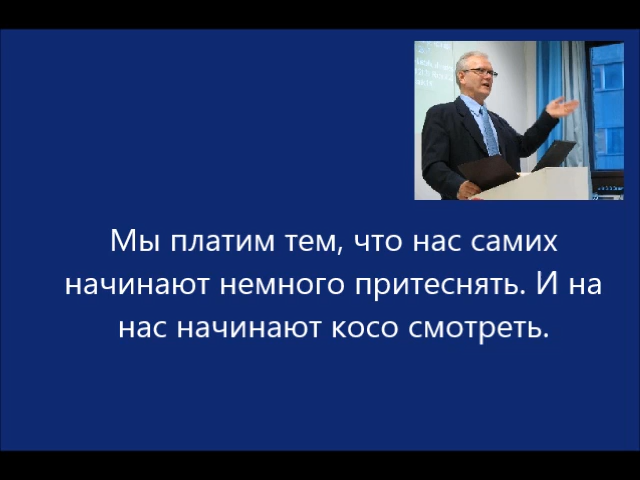 Мы платим тем, что нас самих
начинают немного притеснять. И на
нас начинают косо смотреть.